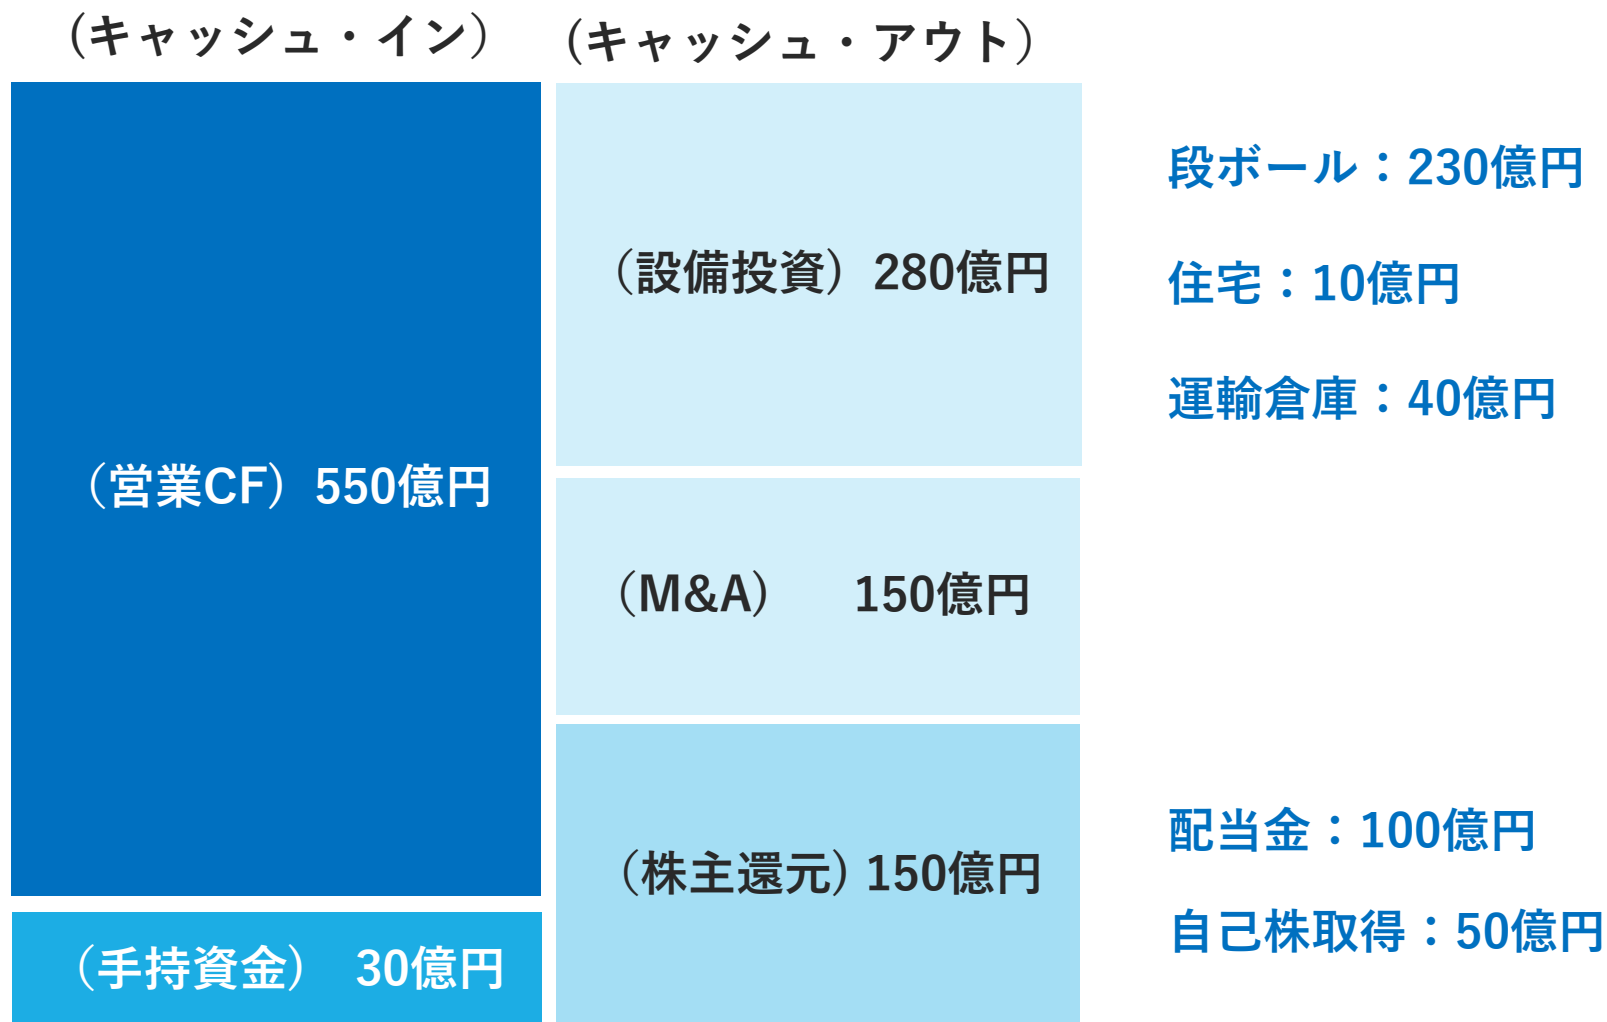 (キャッシュ・イン）
(キャッシュ・アウト）
（営業CF）550億円
（手持資金） 30億円
（設備投資）280億円
（M&A） 150億円
（株主還元) 150億円
段ボール：230億円
住宅：10億円
運輸倉庫：40億円
配当金：100億円
自己株取得：50億円